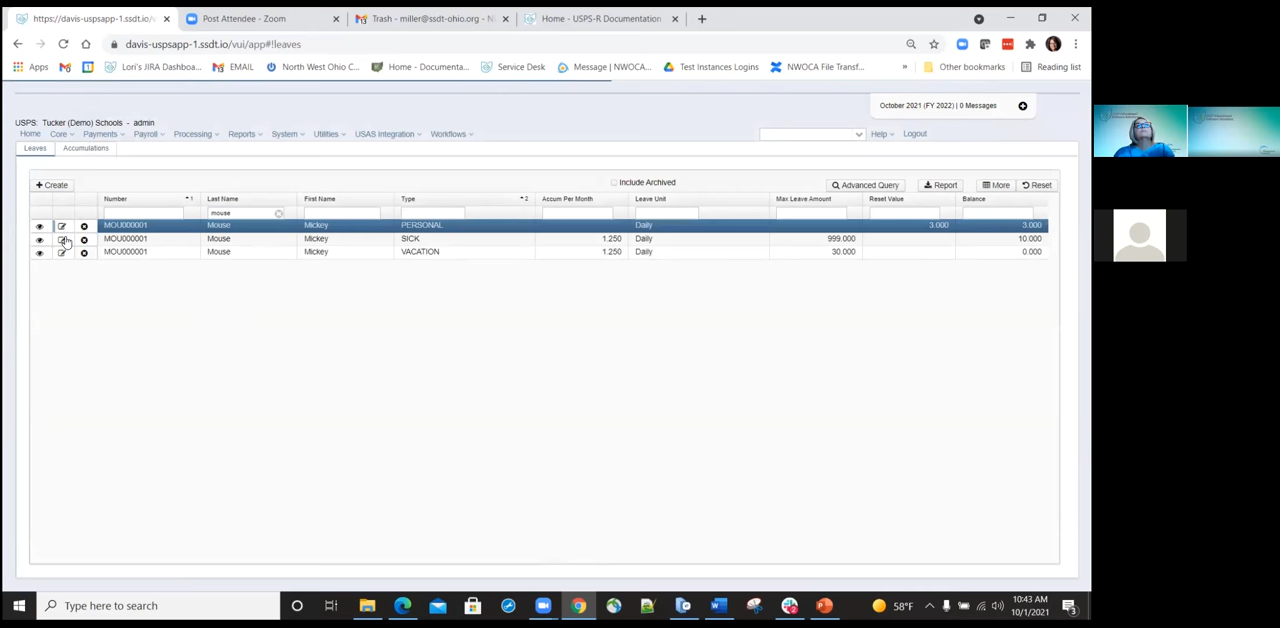 https://davis-uspsapp-1.ssdt.io/v
Post Attendee - Zoom
Trash - miller@ssdt-ohio.org - N
Home - USPS-R Documentation
davis-uspsapp-1.ssdt.io/vui/app#!leaves
Apps
Lori's JIRA Dashboa...
EMAIL
North West Ohio C...
Home - Documenta...
Service Desk
Message | NWOCA...
Test Instances Logins
NWOCA File Transf...
»
Other bookmarks
Reading list
October 2021 (FY 2022) | 0 Messages
USPS: Tucker (Demo) Schools - admin
Home Core Payments Payroll Processing Reports System Utilities USAS Integration Workflows Help Logout
Leaves Accumulations
Create Include Archived Advanced Query Report More Reset
Number 1 Last Name First Name Type 2 Accum Per Month Leave Unit Max Leave Amount Reset Value Balance
mouse
MOU000001 Mouse Mickey PERSONAL Daily 3.000 3.000
MOU000001 Mouse Mickey SICK 1.250 Daily 999.000 10.000
MOU000001 Mouse Mickey VACATION 1.250 Daily 30.000 0.000
Type here to search
58°F
10:43 AM
10/1/2021
3